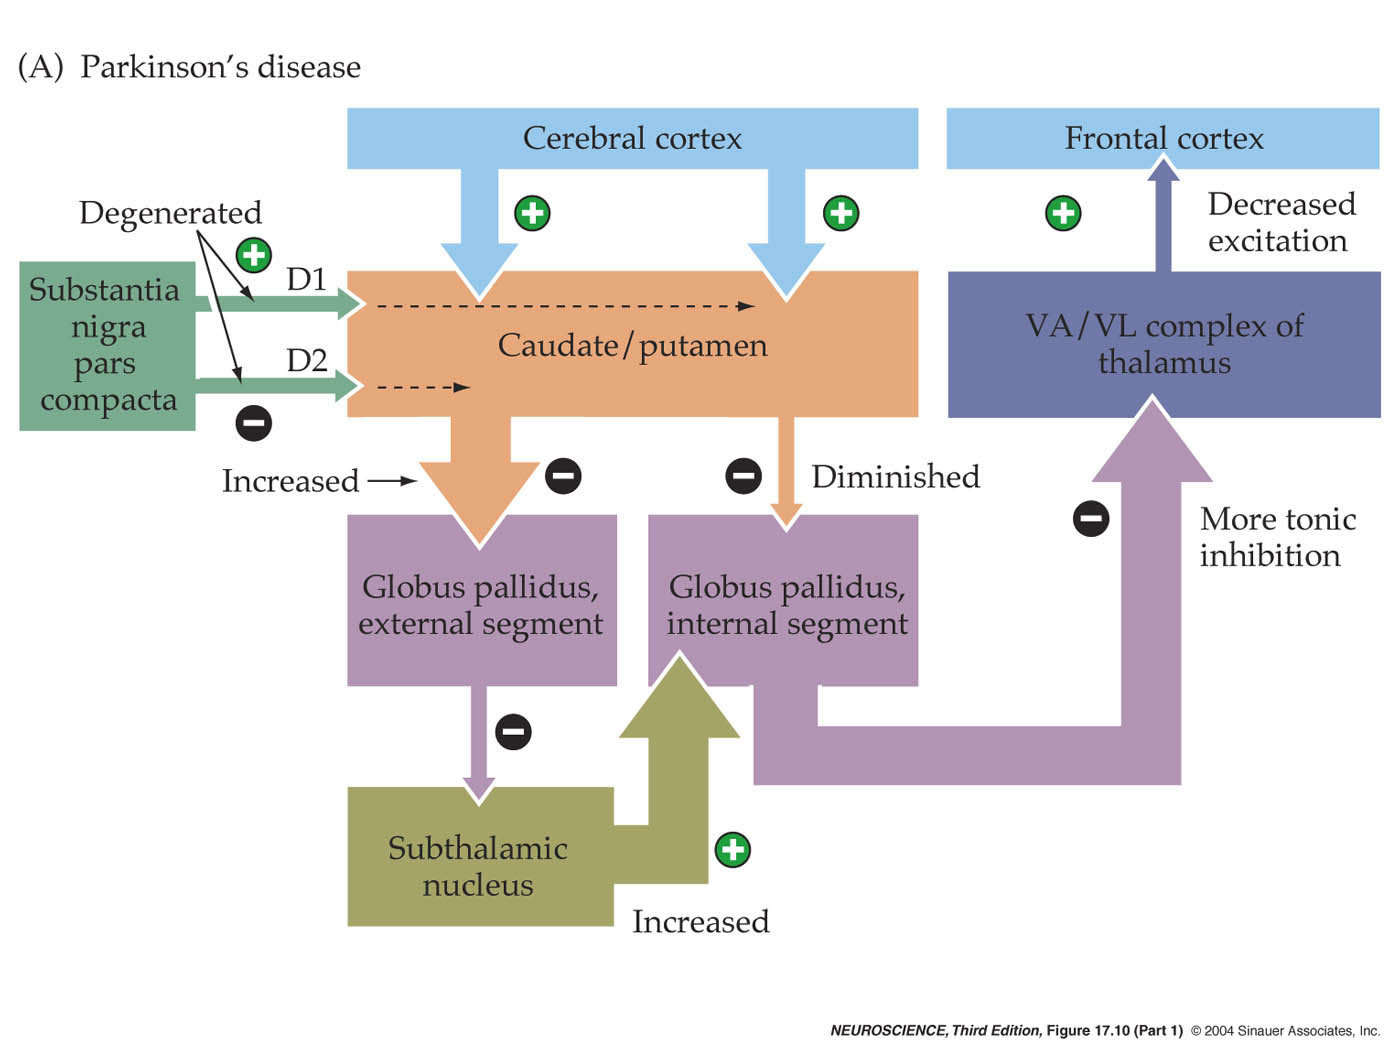 (A) Parkinson's disease
Cerebral cortex
Frontal cortex
Degenerated
+
+
+
+
Decreased
excitation
Substantia
nigra
pars
compacta
D1
D2
−
Caudate/putamen
VA/VL complex of
thalamus
Increased
−
−
Diminished
−
More tonic
inhibition
Globus pallidus,
external segment
Globus pallidus,
internal segment
−
Subthalamic
nucleus
+
Increased
NEUROSCIENCE, Third Edition, Figure 17.10 (Part 1) © 2004 Sinauer Associates, Inc.